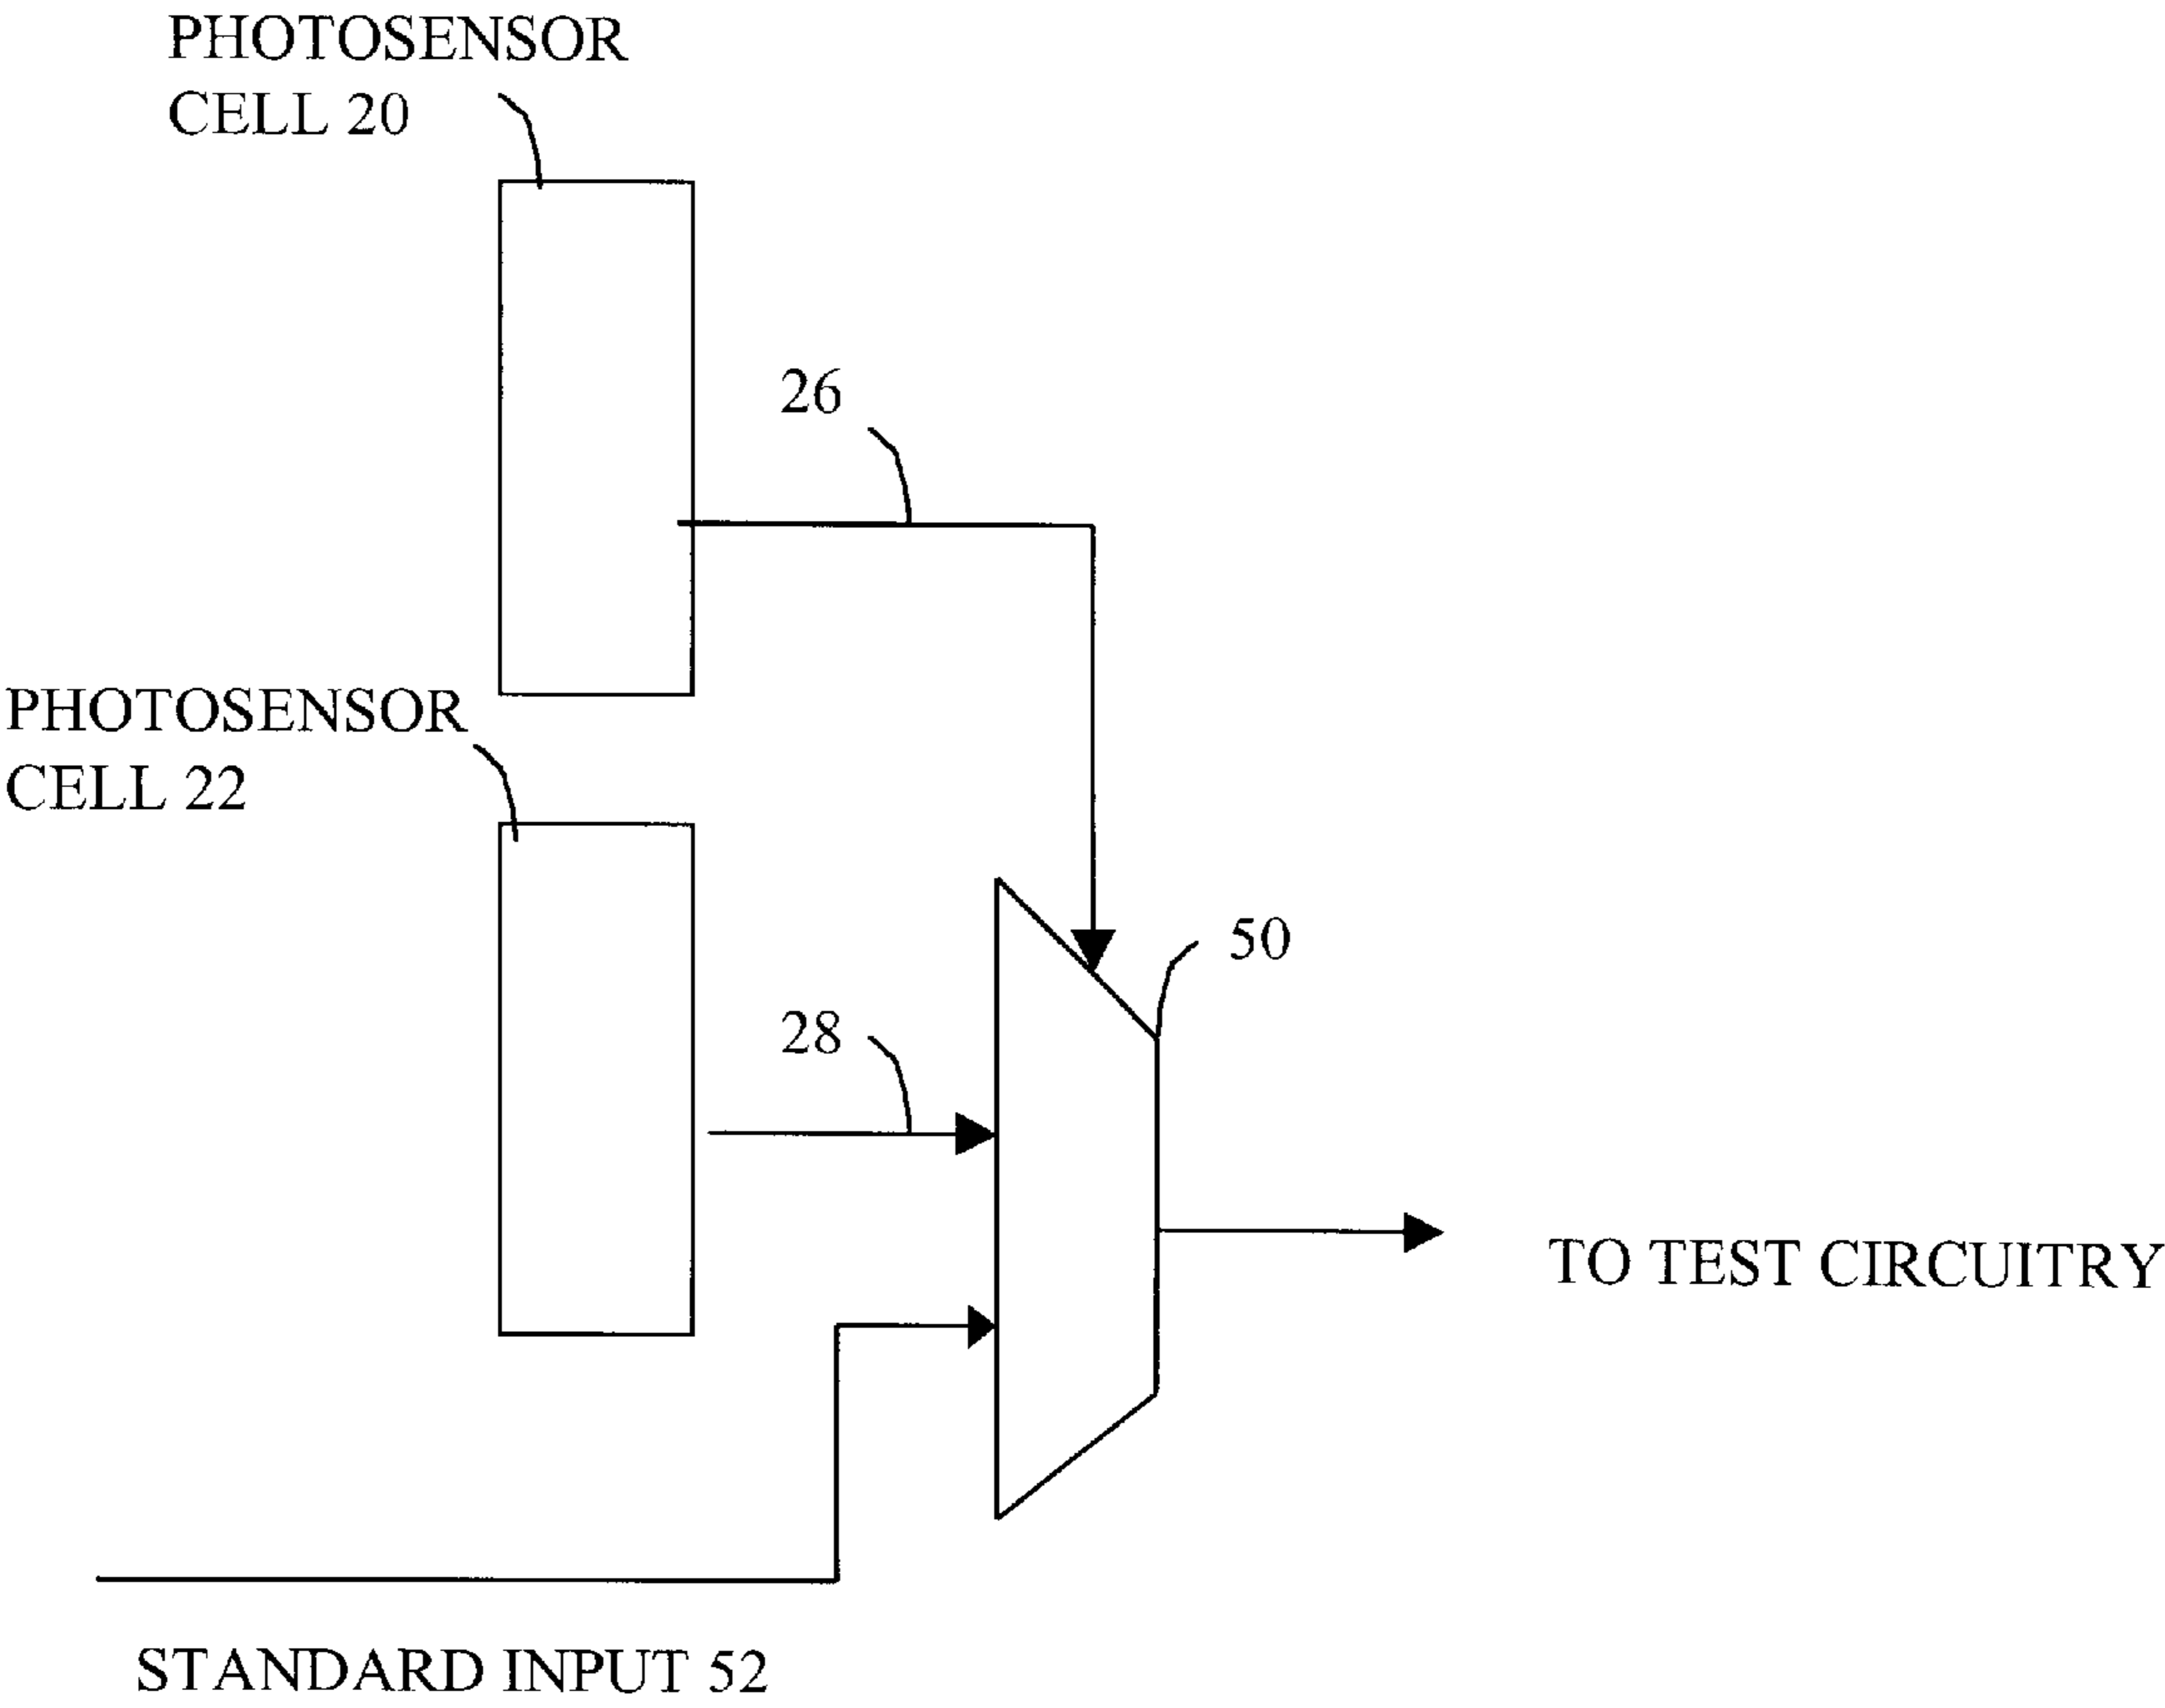 PHOTOSENSOR
CELL 20
26
PHOTOSENSOR
CELL 22
50
28
TO TEST CIRCUITRY
STANDARD INPUT 52